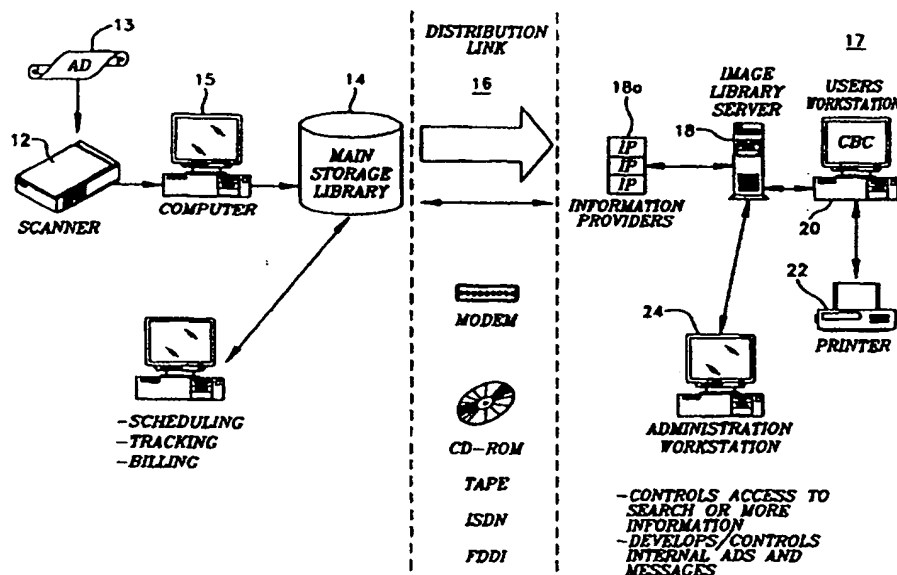 13
AD
12
SCANNER
15
COMPUTER
14
MAIN
STORAGE
LIBRARY
-SCHEDULING
-TRACKING
-BILLING
DISTRIBUTION
LINK
16
MODEM
CD-ROM
TAPE
ISDN
FDDI
17
18a
IP
IP
IP
INFORMATION
PROVIDERS
IMAGE
LIBRARY
SERVER
18
USERS
WORKSTATION
CBC
20
22
PRINTER
24
ADMINISTRATION
WORKSTATION
-CONTROLS ACCESS TO
SEARCH OR MORE
INFORMATION
-DEVELOPS/CONTROLS
INTERNAL ADS AND
MESSAGES